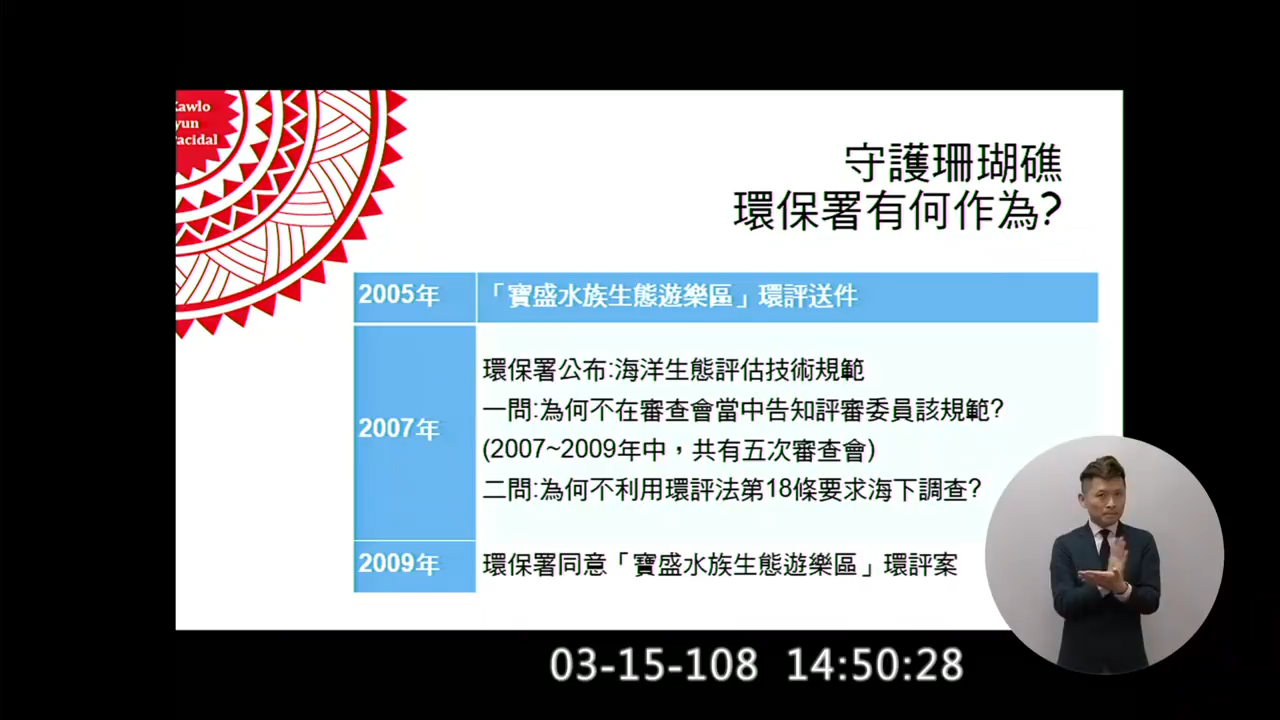 Kawlo
yun
acidal
守護珊瑚礁
環保署有何作為?
2005年 「寶盛水族生態遊樂區」環評送件
環保署公布:海洋生態評估技術規範
一問:為何不在審查會當中告知評審委員該規範?
2007年
(2007~2009年中，共有五次審查會)
二問:為何不利用環評法第18條要求海下調查?
2009年 環保署同意「寶盛水族生態遊樂區」環評案
03-15-108 14:50:28